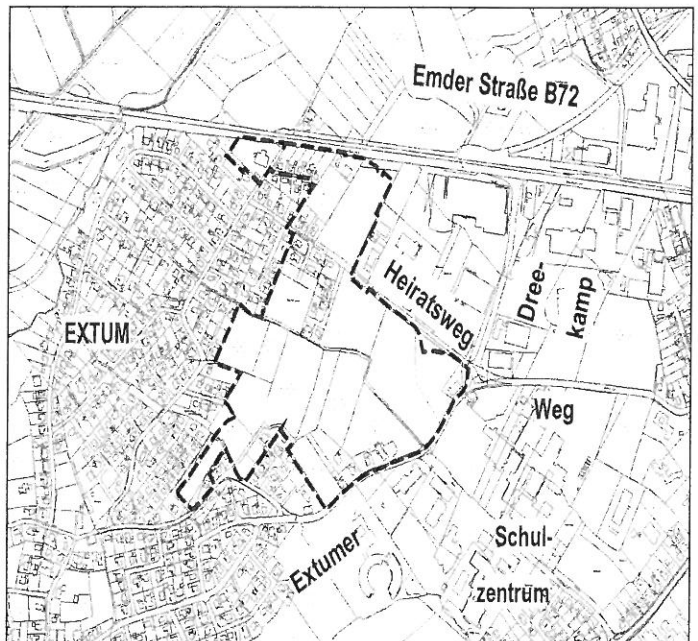 Emder Straße B72
Dree-
kamp
Heiratsweg
EXTUM
Weg
Extumer
Schul-
zentrum